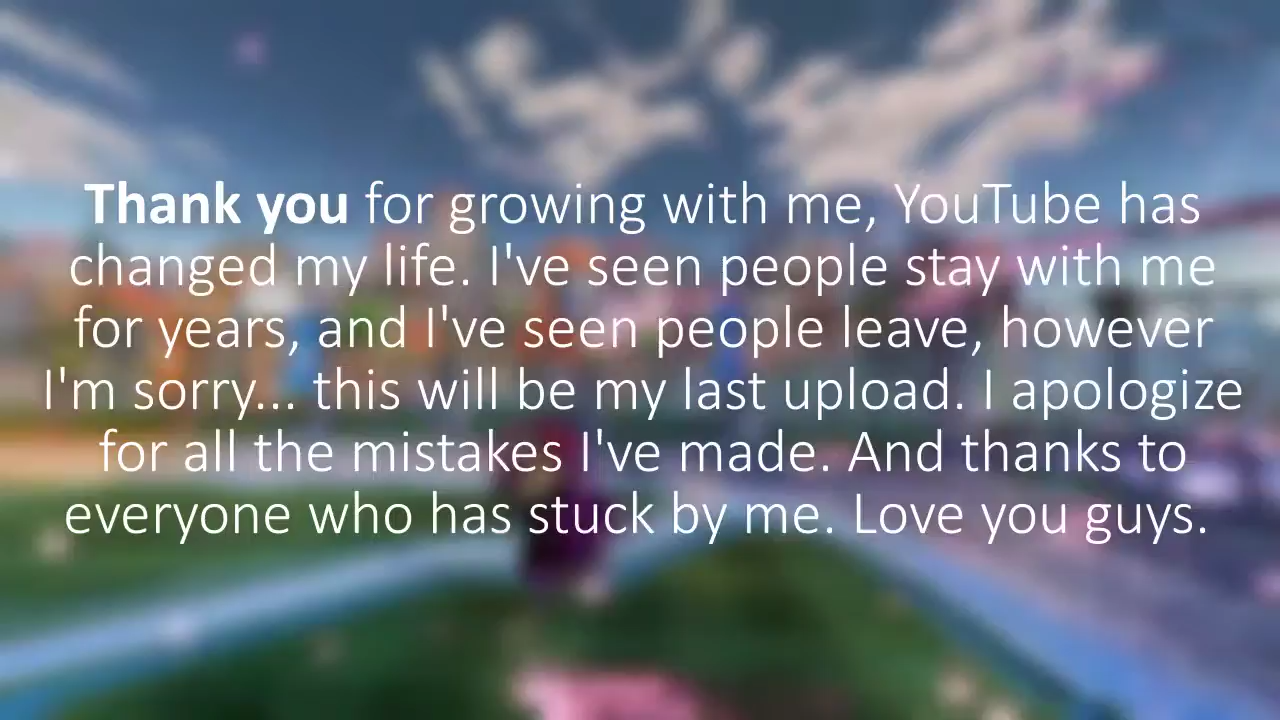 Thank you for growing with me, YouTube has
changed my life. I've seen people stay with me
for years, and I've seen people leave, however
I'm sorry... this will be my last upload. I apologize
for all the mistakes I've made. And thanks to
everyone who has stuck by me. Love you guys.